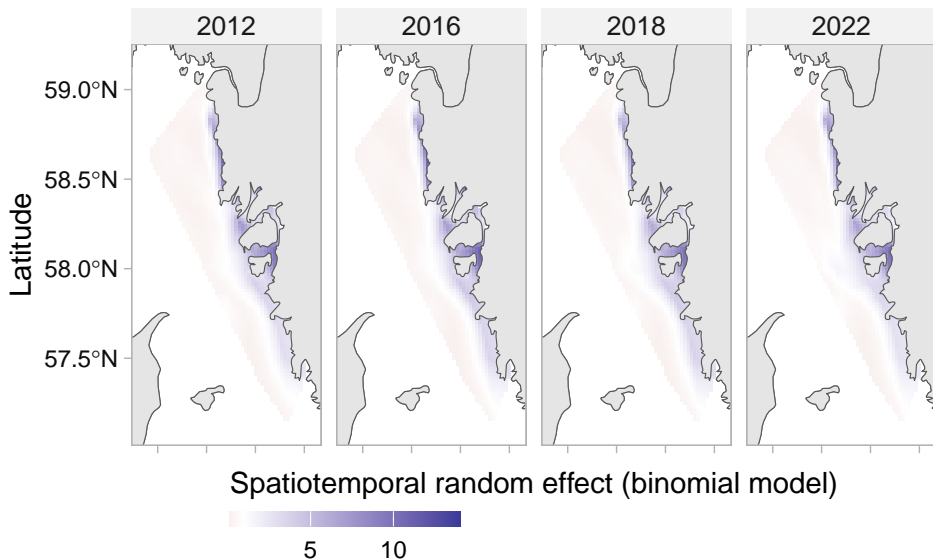 2012 2016 2018 2022
59.0°N
58.5°N
58.0°N
57.5°N
Latitude
Spatiotemporal random effect (binomial model)
5 10